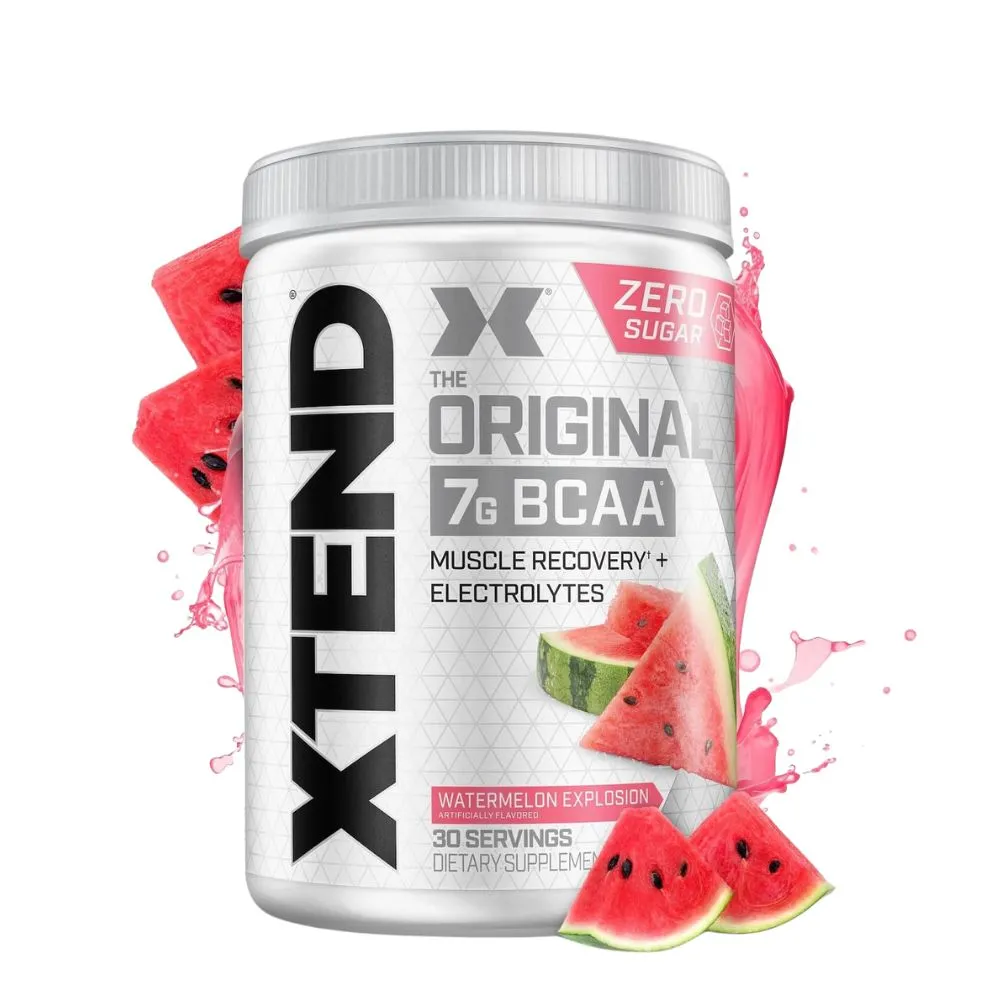 XTEND®
X®
ZERO
SUGAR
THE
ORIGINAL
7G BCAA
MUSCLE RECOVERY† +
ELECTROLYTES
WATERMELON EXPLOSION
ARTIFICIALLY FLAVORED
30 SERVINGS
DIETARY SUPPLEMEN